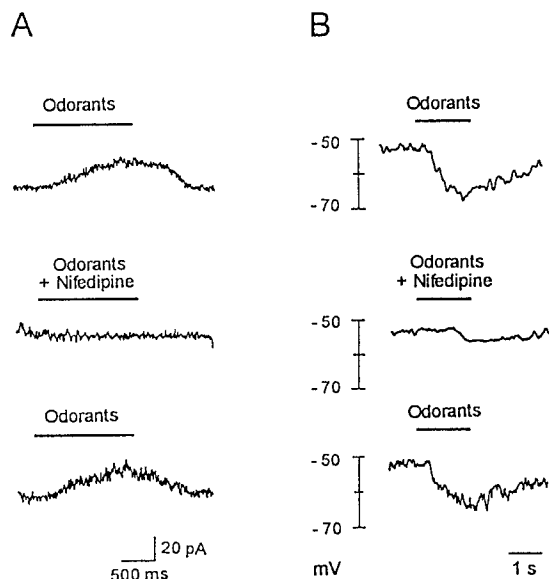 A
Odorants
Odorants
+ Nifedipine
Odorants
20 pA
500 ms
B
Odorants
-50
-70
Odorants
+ Nifedipine
-50
-70
Odorants
-50
-70
mV
1 s